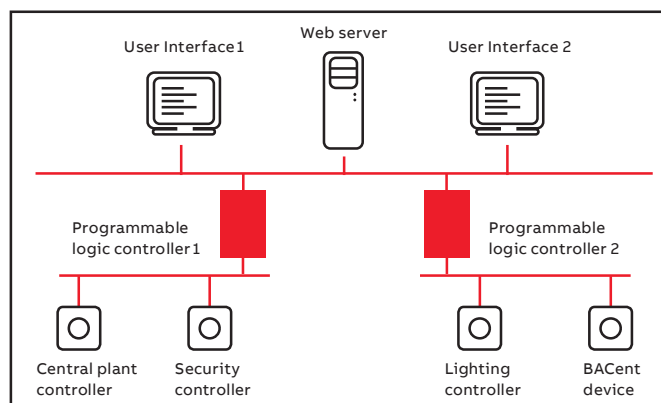 Web server
User Interface 1
User Interface 2
Programmable
logic controller 1
Programmable
logic controller 2
Central plant
controller
Security
controller
Lighting
controller
BACent
device